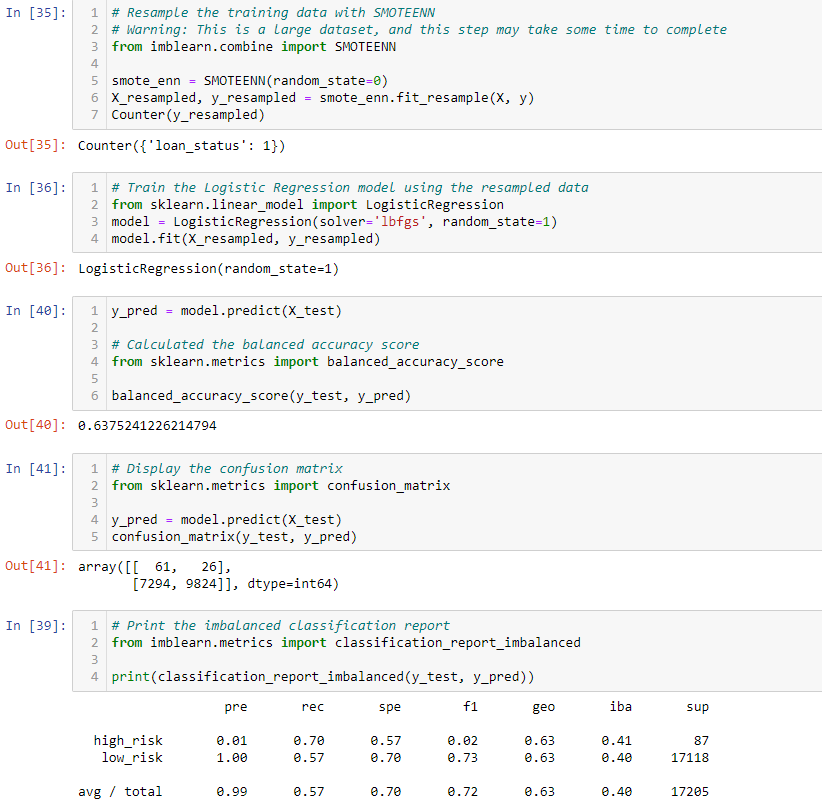 In [35]:
1 # Resample the training data with SMOTEENN
2 # Warning: This is a large dataset, and this step may take some time to complete
3 from imblearn.combine import SMOTEENN
4
5 smote_enn = SMOTEENN(random_state=0)
6 X_resampled, y_resampled = smote_enn.fit_resample(X, y)
7 Counter(y_resampled)
Out[35]: Counter({'loan_status': 1})
In [36]:
1 # Train the Logistic Regression model using the resampled data
2 from sklearn.linear_model import LogisticRegression
3 model = LogisticRegression(solver='lbfgs', random_state=1)
4 model.fit(X_resampled, y_resampled)
Out[36]: LogisticRegression(random_state=1)
In [40]:
1 y_pred = model.predict(X_test)
2
3 # Calculated the balanced accuracy score
4 from sklearn.metrics import balanced_accuracy_score
5
6 balanced_accuracy_score(y_test, y_pred)
Out[40]: 0.6375241226214794
In [41]:
1 # Display the confusion matrix
2 from sklearn.metrics import confusion_matrix
3
4 y_pred = model.predict(X_test)
5 confusion_matrix(y_test, y_pred)
Out[41]: array([[  61,   26],
       [7294, 9824]], dtype=int64)
In [39]:
1 # Print the imbalanced classification report
2 from imblearn.metrics import classification_report_imbalanced
3
4 print(classification_report_imbalanced(y_test, y_pred))
pre rec spe f1 geo iba sup
high_risk 0.01 0.70 0.57 0.02 0.63 0.41 87
low_risk 1.00 0.57 0.70 0.73 0.63 0.40 17118
avg / total 0.99 0.57 0.70 0.72 0.63 0.40 17205